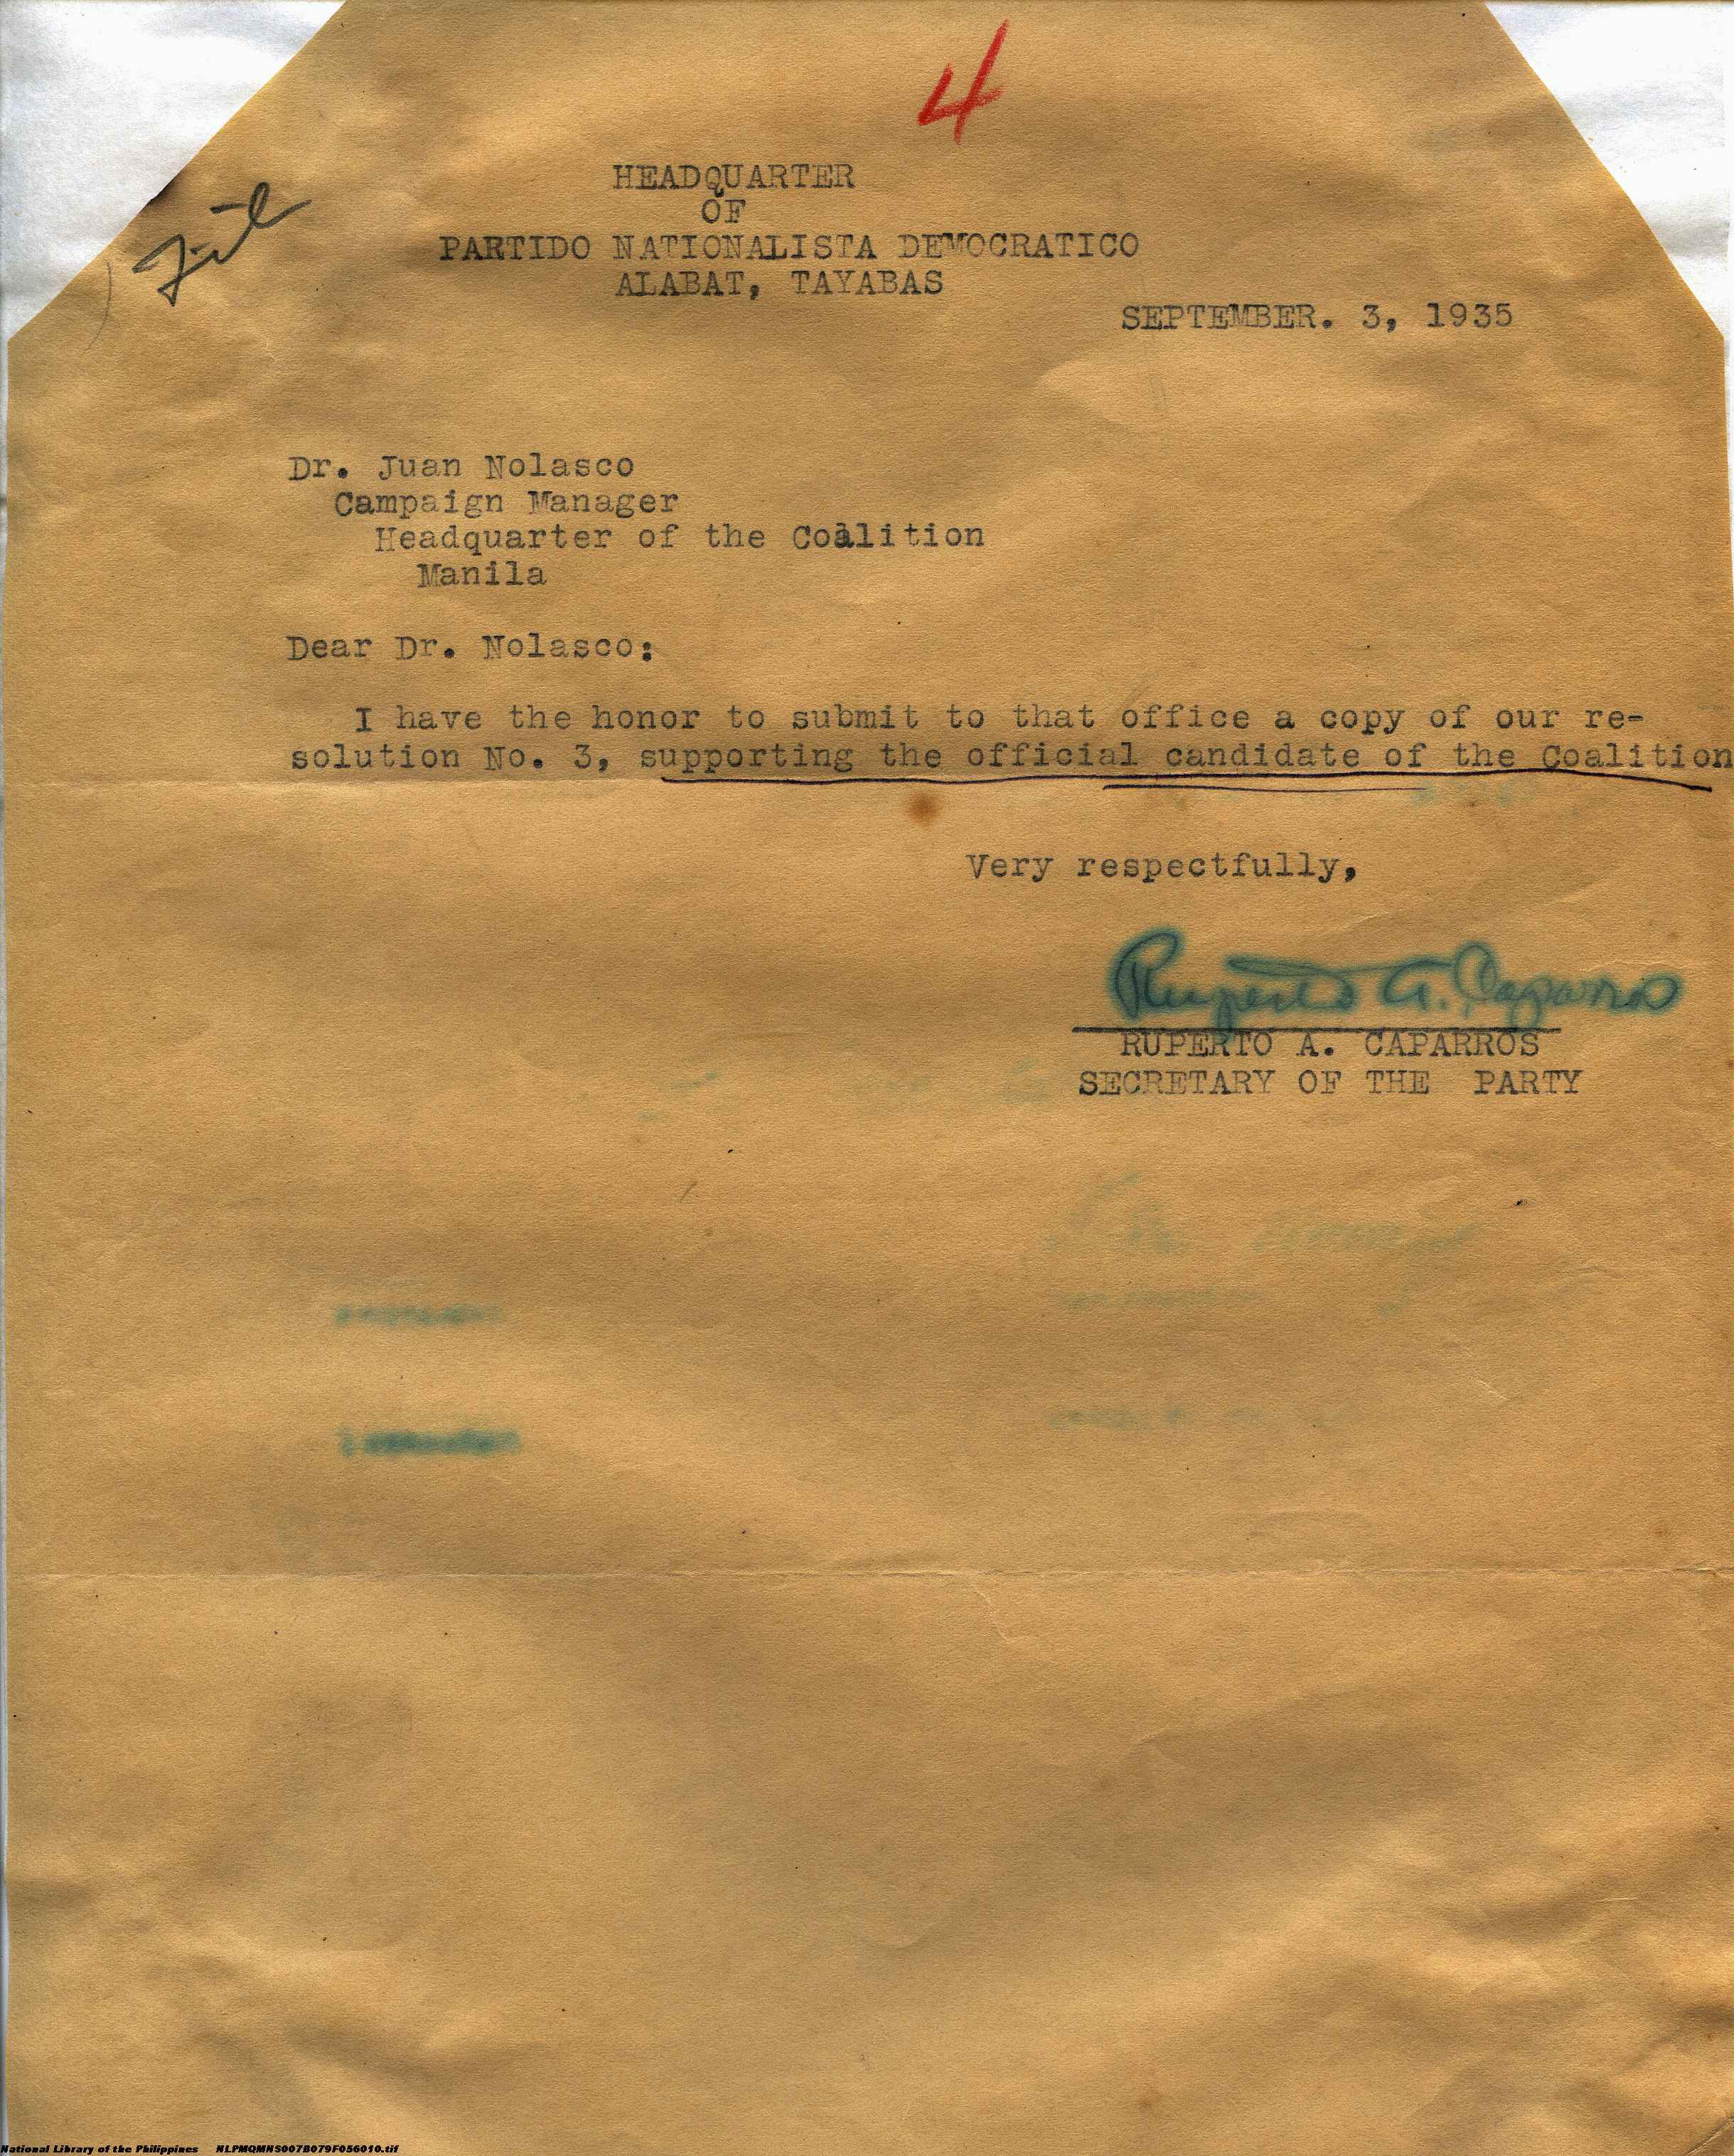 4
File
HEADQUARTER
OF
PARTIDO NATIONALISTA DEMOCRATICO
ALABAT, TAYABAS
SEPTEMBER. 3, 1935
Dr. Juan Nolasco
Campaign Manager
Headquarter of the Coalition
Manila
Dear Dr. Nolasco:
I have the honor to submit to that office a copy of our re-
solution No. 3, supporting the official candidate of the Coalition
Very respectfully,
Ruperto A. Caparros
RUPERTO A. CAPARROS
SECRETARY OF THE PARTY
National Library of the Philippines NLPMQMNS007B079F056010.tif